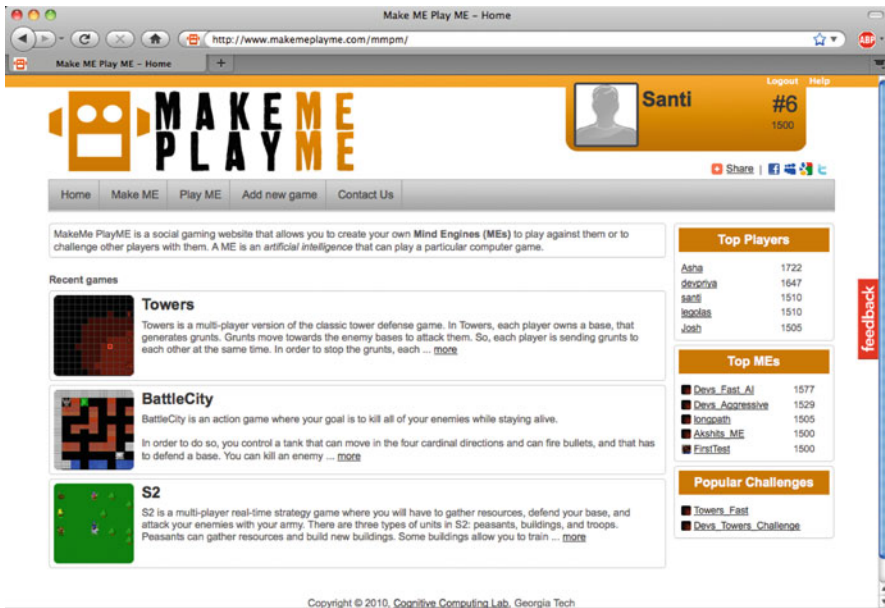 Make ME Play ME – Home
http://www.makemeplayme.com/mmpm/
ABP
Make ME Play ME – Home
+
Logout Help
MAKE ME
PLAY ME
Santi
#6
1500
Share |
Home Make ME Play ME Add new game Contact Us
MakeMe PlayME is a social gaming website that allows you to create your own Mind Engines (MEs) to play against them or to
challenge other players with them. A ME is an artificial intelligence that can play a particular computer game.
Recent games
Towers
Towers is a multi-player version of the classic tower defense game. In Towers, each player owns a base, that
generates grunts. Grunts move towards the enemy bases to attack them. So, each player is sending grunts to
each other at the same time. In order to stop the grunts, each ... more
BattleCity
BattleCity is an action game where your goal is to kill all of your enemies while staying alive.
In order to do so, you control a tank that can move in the four cardinal directions and can fire bullets, and that has
to defend a base. You can kill an enemy ... more
S2
S2 is a multi-player real-time strategy game where you will have to gather resources, defend your base, and
attack your enemies with your army. There are three types of units in S2: peasants, buildings, and troops.
Peasants can gather resources and build new buildings. Some buildings allow you to train ... more
Top Players
Asha 1722
devpriya 1647
santi 1510
legolas 1510
Josh 1505
Top MEs
Devs_Fast_AI 1577
Devs_Aggressive 1529
longpath 1505
Akshits_ME 1500
FirstTest 1500
Popular Challenges
Towers_Fast
Devs_Towers_Challenge
feedback
Copyright © 2010, Cognitive Computing Lab, Georgia Tech